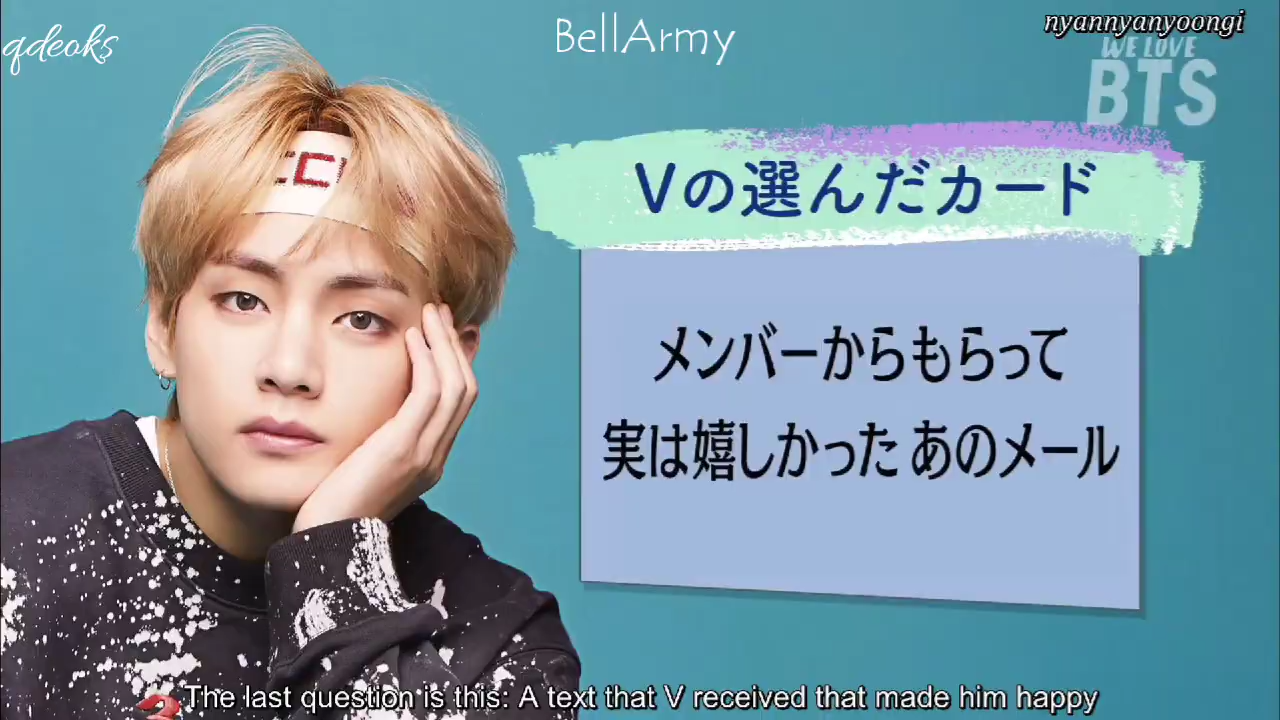 qdeoks
BellArmy
nyannyanyoongi
WE LOVE
BTS
Vの選んだカード
メンバーからもらって
実は嬉しかった あのメール
The last question is this: A text that V received that made him happy